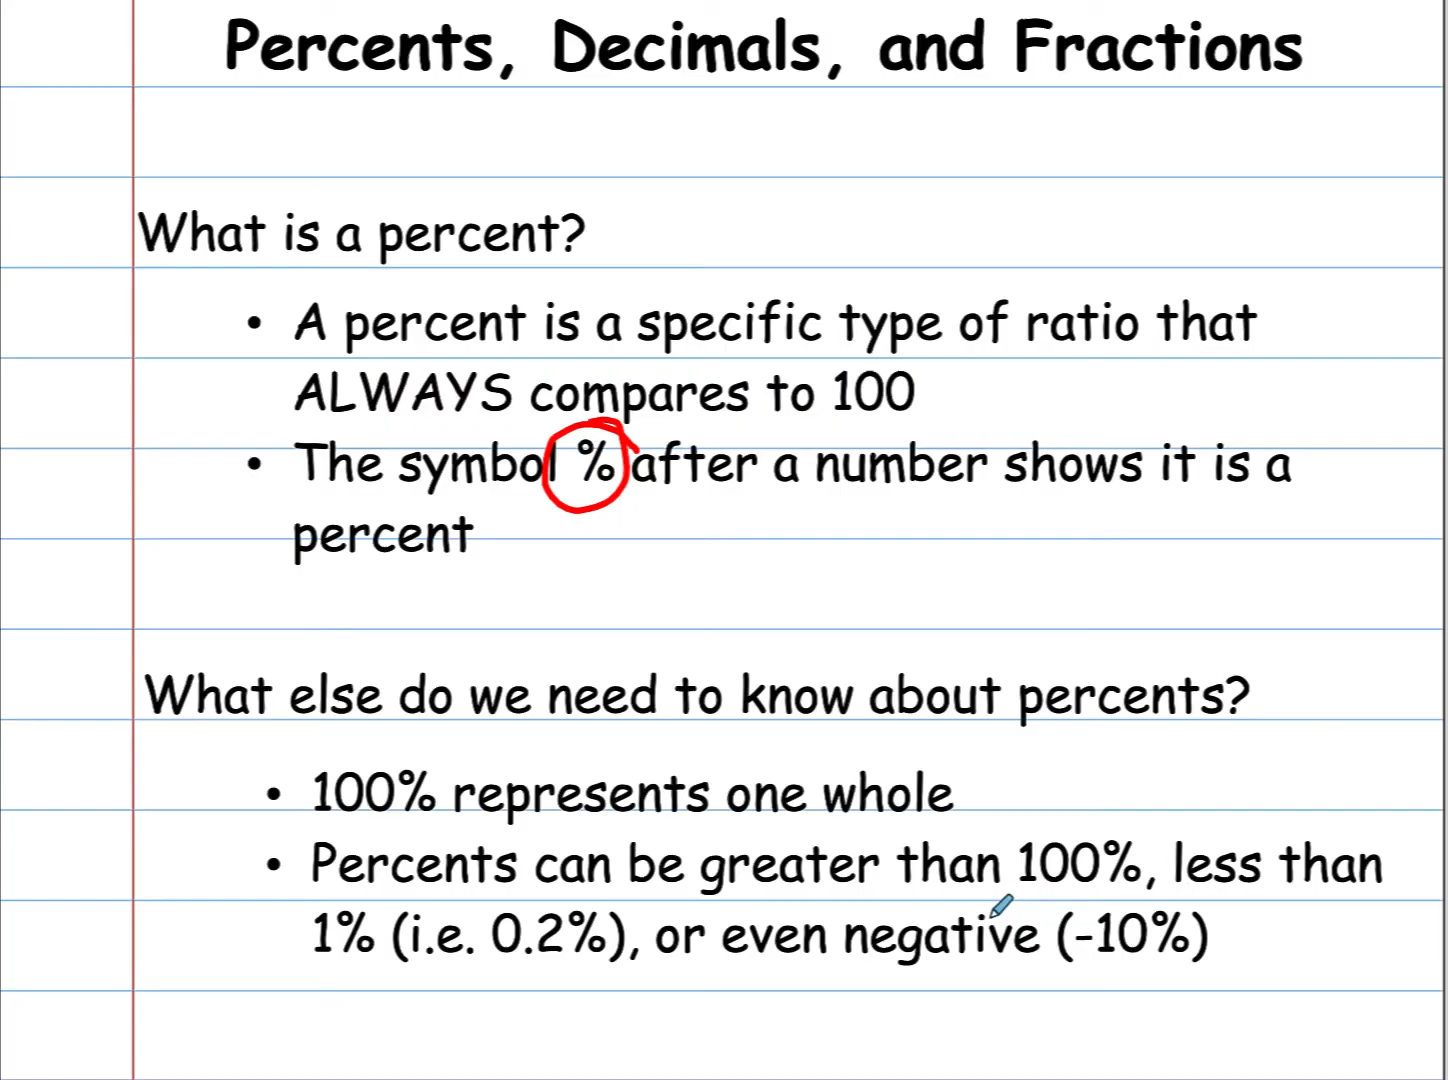 Percents, Decimals, and Fractions
What is a percent?
• A percent is a specific type of ratio that
ALWAYS compares to 100
• The symbol % after a number shows it is a
percent
What else do we need to know about percents?
• 100% represents one whole
• Percents can be greater than 100%, less than
1% (i.e. 0.2%), or even negative (-10%)